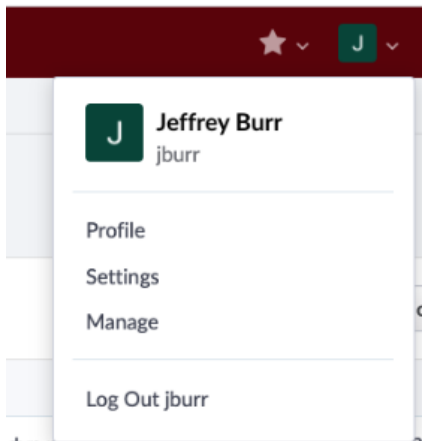 J
J
Jeffrey Burr
jburr
Profile
Settings
Manage
Log Out jburr